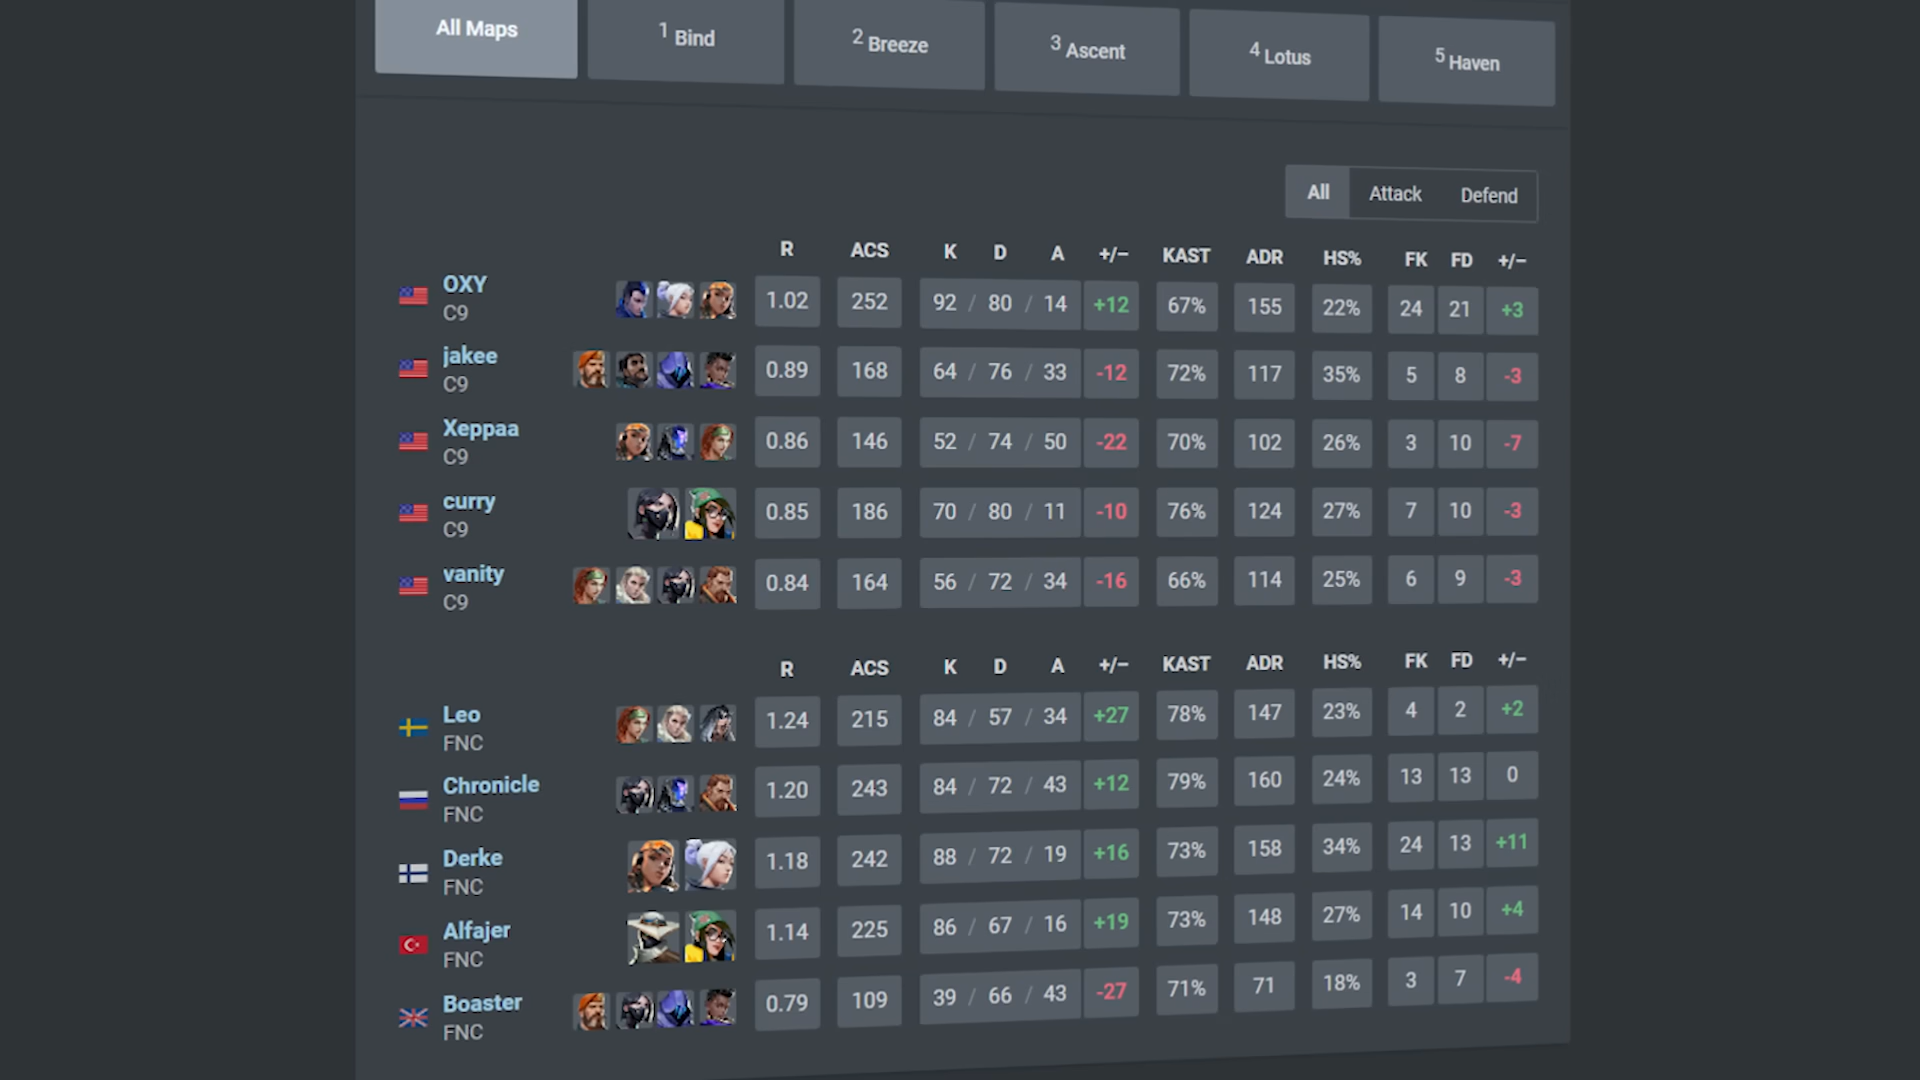 All Maps
1 Bind
2 Breeze
3 Ascent
4 Lotus
5 Haven
All Attack Defend
R ACS K D A +/– KAST ADR HS% FK FD +/–
OXY C9 1.02 252 92 / 80 / 14 +12 67% 155 22% 24 21 +3
jakee C9 0.89 168 64 / 76 / 33 -12 72% 117 35% 5 8 -3
Xeppaa C9 0.86 146 52 / 74 / 50 -22 70% 102 26% 3 10 -7
curry C9 0.85 186 70 / 80 / 11 -10 76% 124 27% 7 10 -3
vanity C9 0.84 164 56 / 72 / 34 -16 66% 114 25% 6 9 -3
R ACS K D A +/– KAST ADR HS% FK FD +/–
Leo FNC 1.24 215 84 / 57 / 34 +27 78% 147 23% 4 2 +2
Chronicle FNC 1.20 243 84 / 72 / 43 +12 79% 160 24% 13 13 0
Derke FNC 1.18 242 88 / 72 / 19 +16 73% 158 34% 24 13 +11
Alfajer FNC 1.14 225 86 / 67 / 16 +19 73% 148 27% 14 10 +4
Boaster FNC 0.79 109 39 / 66 / 43 -27 71% 71 18% 3 7 -4